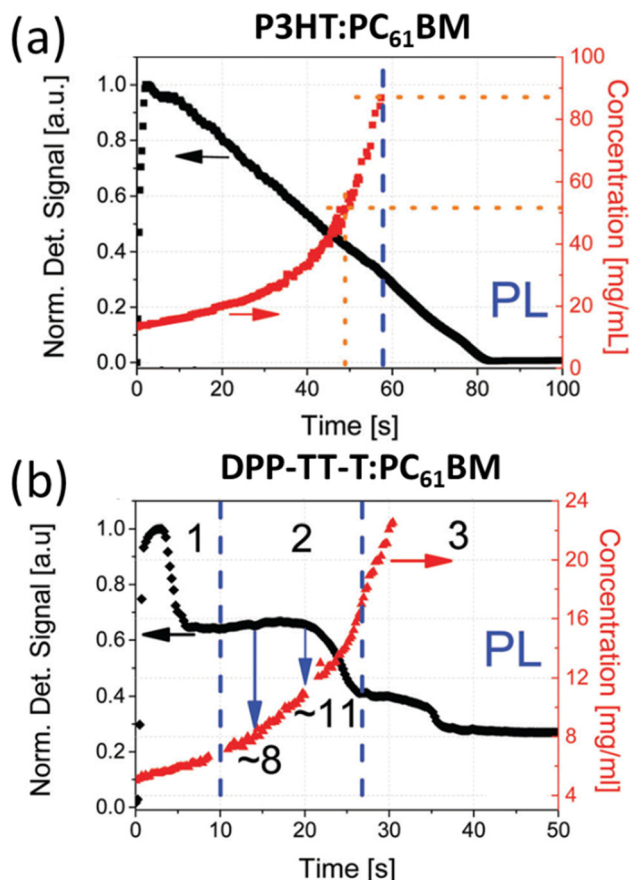 (a)
P3HT:PC₆₁BM
Norm. Det. Signal [a.u.]
1.0
0.8
0.6
0.4
0.2
0.0
PL
100
80
60
50
40
20
0
Concentration [mg/mL]
0 20 40 60 80 100
Time [s]
(b)
DPP-TT-T:PC₆₁BM
Norm. Det. Signal [a.u]
1.0
0.8
0.6
0.4
0.2
0.0
1 2 3
~8
~11
PL
24
20
16
12
8
4
Concentration [mg/ml]
0 10 20 30 40 50
Time [s]